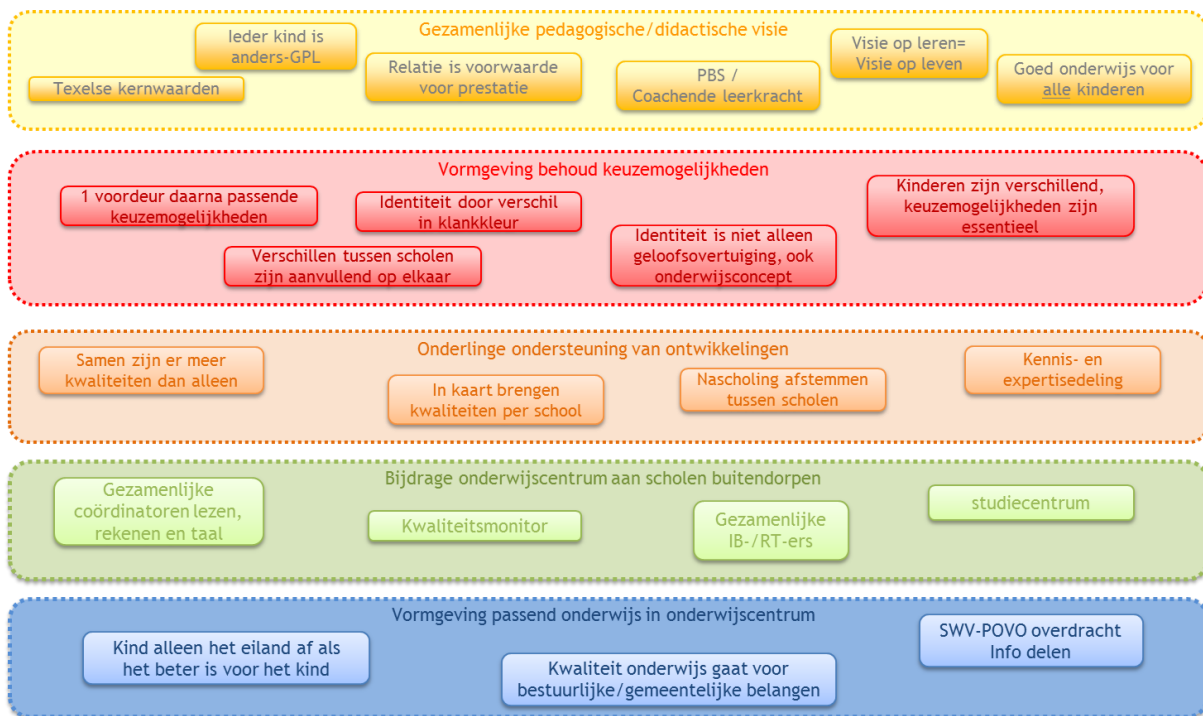 Gezamenlijke pedagogische/didactische visie
Ieder kind is
anders-GPL
Texelse kernwaarden
Relatie is voorwaarde
voor prestatie
PBS /
Coachende leerkracht
Visie op leren=
Visie op leven
Goed onderwijs voor
alle kinderen
Vormgeving behoud keuzemogelijkheden
1 voordeur daarna passende
keuzemogelijkheden
Identiteit door verschil
in klankkleur
Kinderen zijn verschillend,
keuzemogelijkheden zijn
essentieel
Verschillen tussen scholen
zijn aanvullend op elkaar
Identiteit is niet alleen
geloofsovertuiging, ook
onderwijsconcept
Onderlinge ondersteuning van ontwikkelingen
Samen zijn er meer
kwaliteiten dan alleen
In kaart brengen
kwaliteiten per school
Nascholing afstemmen
tussen scholen
Kennis- en
expertisedeling
Bijdrage onderwijscentrum aan scholen buitendorpen
Gezamenlijke
coördinatoren lezen,
rekenen en taal
Kwaliteitsmonitor
Gezamenlijke
IB-/RT-ers
studiecentrum
Vormgeving passend onderwijs in onderwijscentrum
Kind alleen het eiland af als
het beter is voor het kind
Kwaliteit onderwijs gaat voor
bestuurlijke/gemeentelijke belangen
SWV-POVO overdracht
Info delen